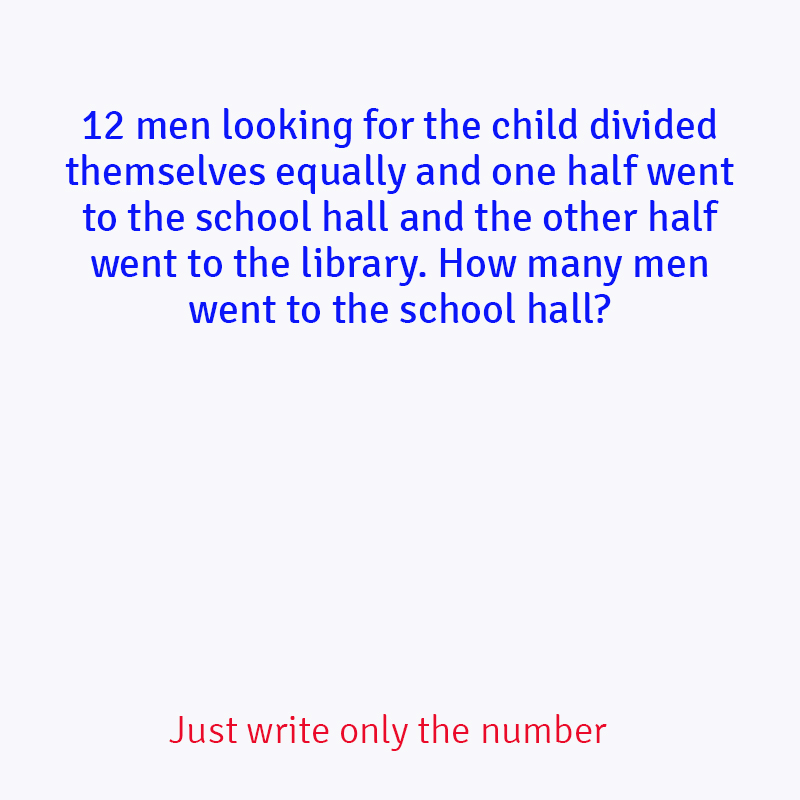 12 men looking for the child divided
themselves equally and one half went
to the school hall and the other half
went to the library. How many men
went to the school hall?
Just write only the number